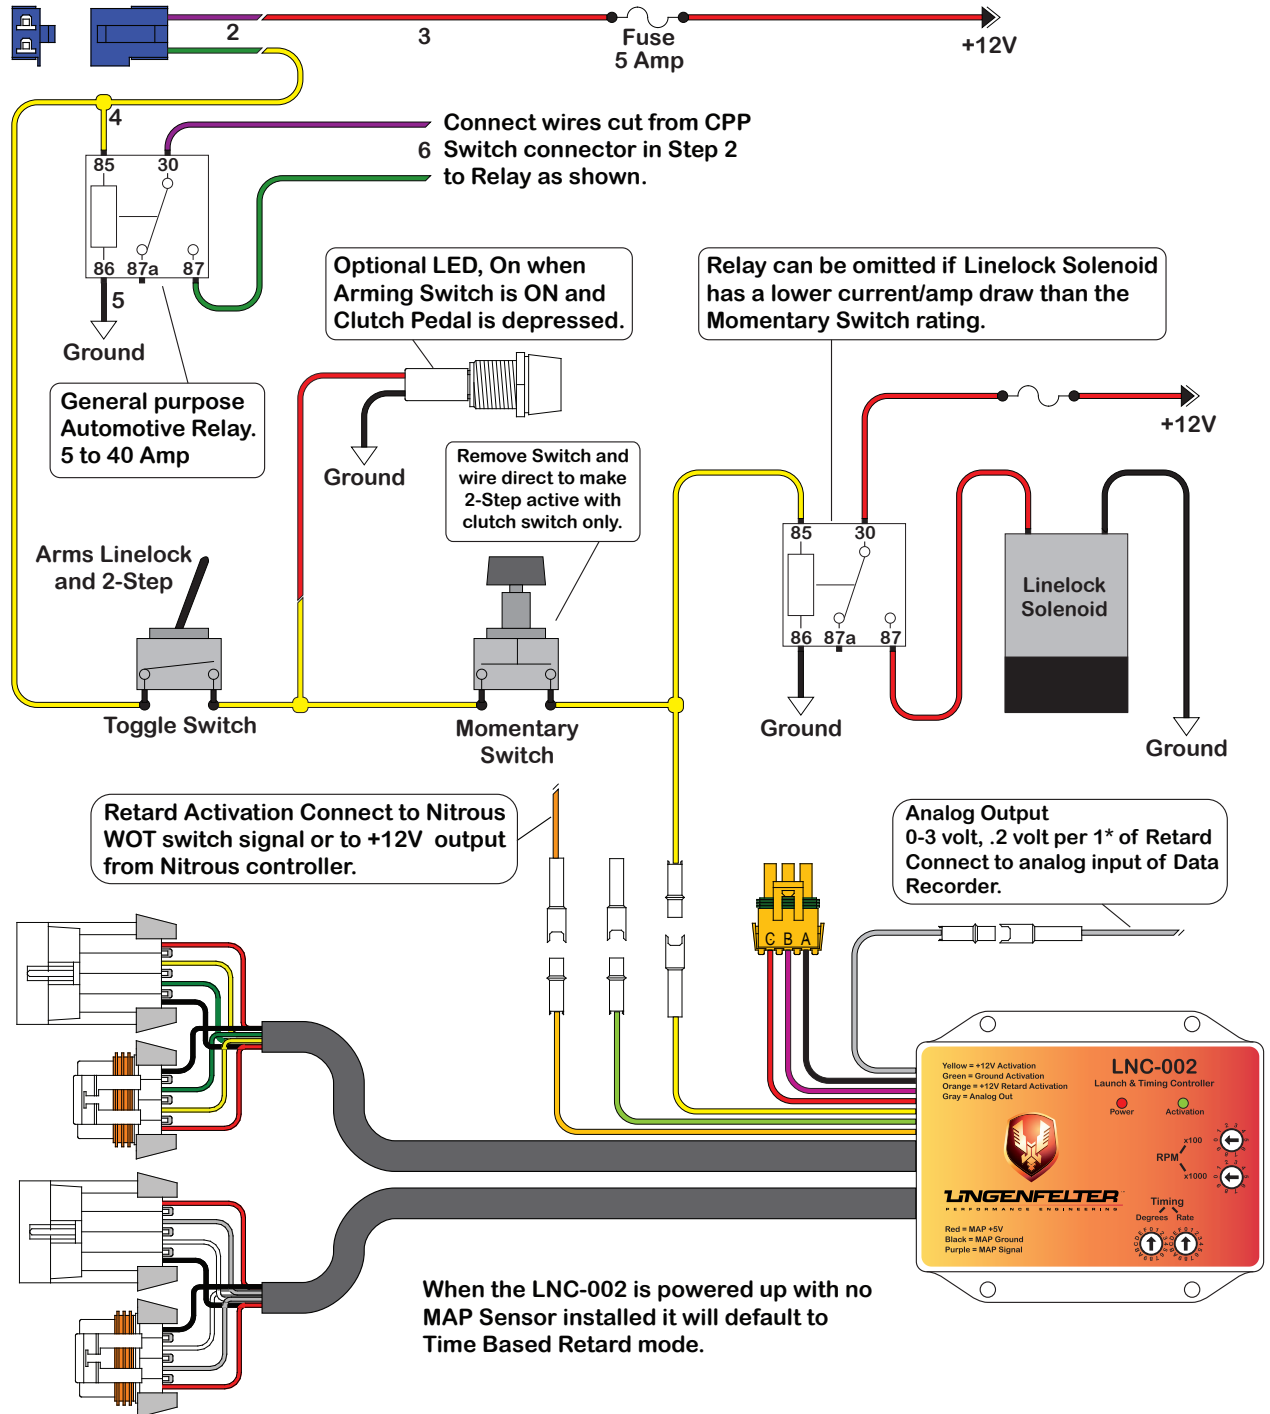 2
3
Fuse
5 Amp
+12V
4
Connect wires cut from CPP
6 Switch connector in Step 2
to Relay as shown.
85 30
86 87a 87
5
Ground
General purpose
Automotive Relay.
5 to 40 Amp
Optional LED, On when
Arming Switch is ON and
Clutch Pedal is depressed.
Ground
Relay can be omitted if Linelock Solenoid
has a lower current/amp draw than the
Momentary Switch rating.
+12V
Remove Switch and
wire direct to make
2-Step active with
clutch switch only.
Arms Linelock
and 2-Step
Toggle Switch
Momentary
Switch
85 30
86 87a 87
Ground
Linelock
Solenoid
Ground
Retard Activation Connect to Nitrous
WOT switch signal or to +12V output
from Nitrous controller.
Analog Output
0-3 volt, .2 volt per 1* of Retard
Connect to analog input of Data
Recorder.
C B A
Yellow = +12V Activation
Green = Ground Activation
Orange = +12V Retard Activation
Gray = Analog Out
LNC-002
Launch & Timing Controller
Power
Activation
x100
RPM
x1000
LINGENFELTER
PERFORMANCE ENGINEERING
Timing
Degrees Rate
Red = MAP +5V
Black = MAP Ground
Purple = MAP Signal
When the LNC-002 is powered up with no
MAP Sensor installed it will default to
Time Based Retard mode.